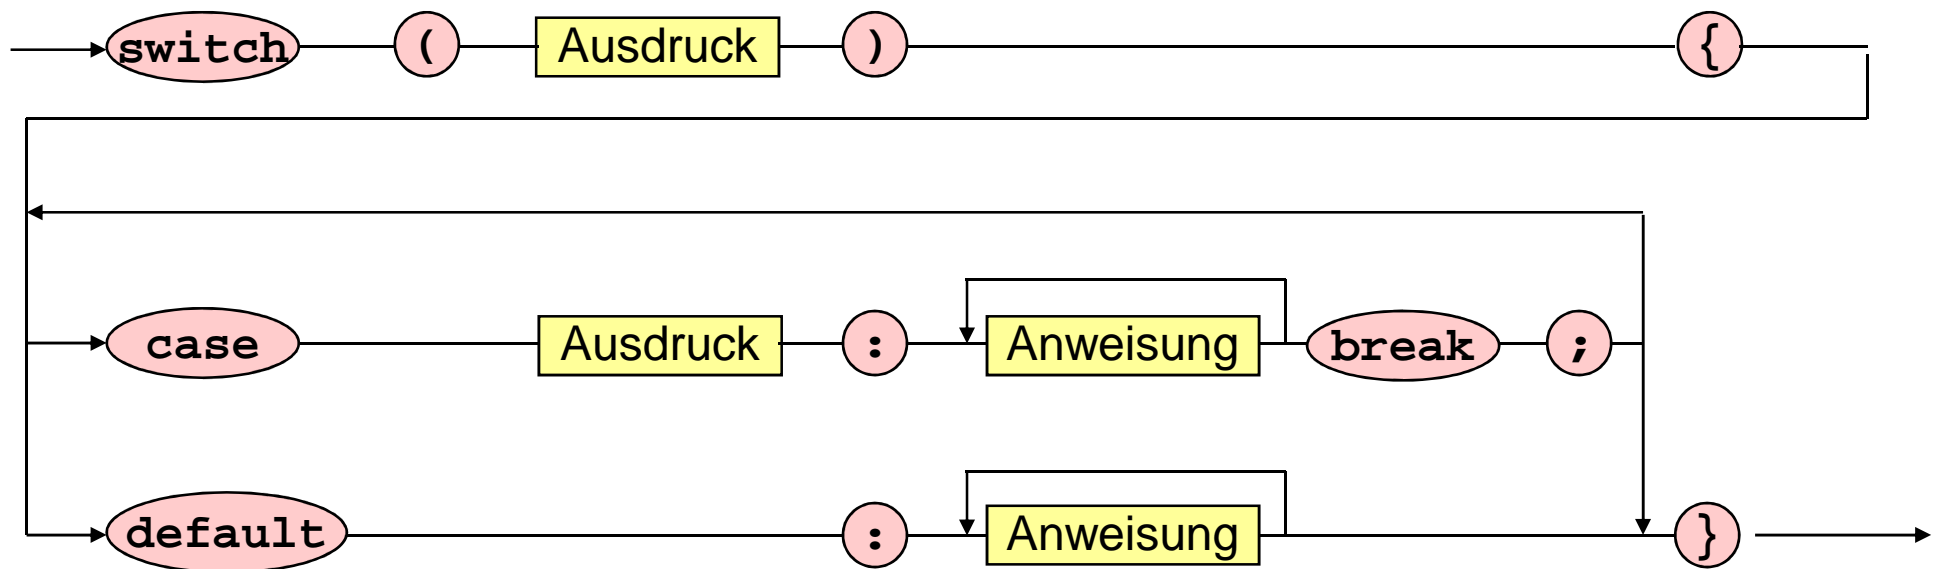 switch ( Ausdruck ) {
case Ausdruck : Anweisung break ;
default : Anweisung }